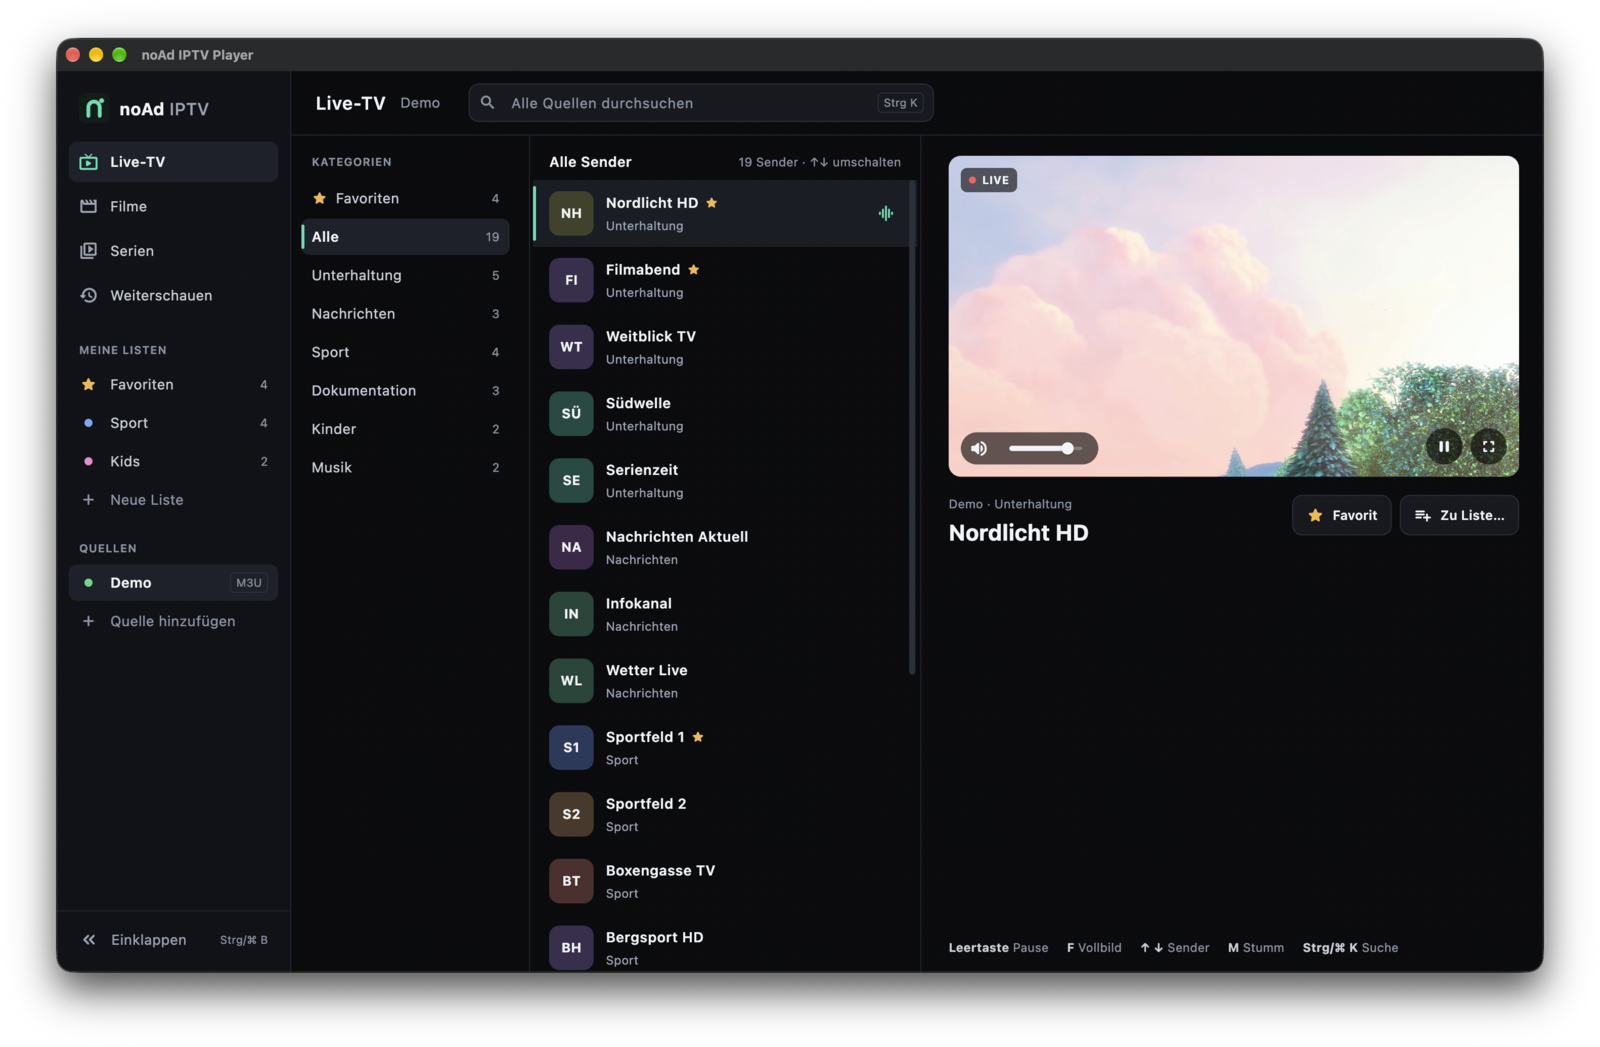 noAd IPTV Player
noAd IPTV
Live-TV
Filme
Serien
Weiterschauen
MEINE LISTEN
Favoriten 4
Sport 4
Kids 2
+ Neue Liste
QUELLEN
Demo M3U
+ Quelle hinzufügen
Einklappen Strg/⌘ B
Live-TV Demo
Alle Quellen durchsuchen Strg K
KATEGORIEN
Favoriten 4
Alle 19
Unterhaltung 5
Nachrichten 3
Sport 4
Dokumentation 3
Kinder 2
Musik 2
Alle Sender 19 Sender · ↑↓ umschalten
NH Nordlicht HD
Unterhaltung
FI Filmabend
Unterhaltung
WT Weitblick TV
Unterhaltung
SÜ Südwelle
Unterhaltung
SE Serienzeit
Unterhaltung
NA Nachrichten Aktuell
Nachrichten
IN Infokanal
Nachrichten
WL Wetter Live
Nachrichten
S1 Sportfeld 1
Sport
S2 Sportfeld 2
Sport
BT Boxengasse TV
Sport
BH Bergsport HD
Sport
LIVE
Demo · Unterhaltung
Nordlicht HD
Favorit
Zu Liste...
Leertaste Pause F Vollbild ↑ ↓ Sender M Stumm Strg/⌘ K Suche